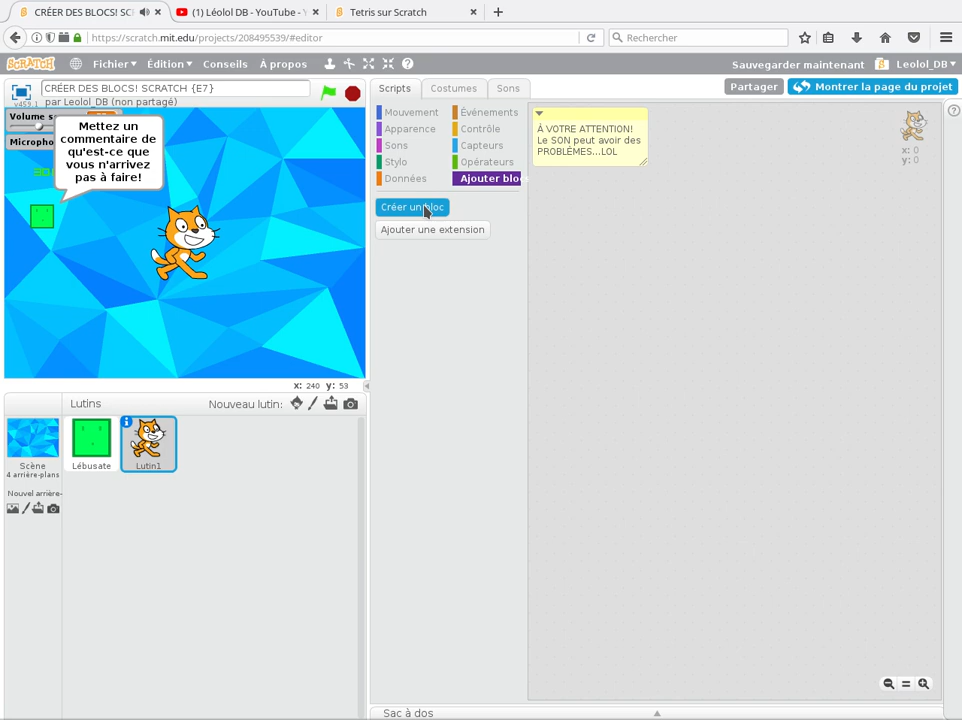 CRÉER DES BLOCS! SC
(1) Léolol DB - YouTube -
Tetris sur Scratch
https://scratch.mit.edu/projects/208495539/#editor
Rechercher
SCRATCH
Fichier
Édition
Conseils
À propos
Sauvegarder maintenant
Leolol_DB
CRÉER DES BLOCS! SCRATCH {E7}
par Leolol_DB (non partagé)
v459.1
Scripts
Costumes
Sons
Partager
Montrer la page du projet
Volume s
Micropho
Mettez un
commentaire de
qu'est-ce que
vous n'arrivez
pas à faire!
Mouvement
Apparence
Sons
Stylo
Données
Événements
Contrôle
Capteurs
Opérateurs
Ajouter bloc
Créer un bloc
Ajouter une extension
À VOTRE ATTENTION!
Le SON peut avoir des
PROBLÈMES...LOL
x: 0
y: 0
x: 240 y: 53
Lutins
Nouveau lutin:
Scène
4 arrière-plans
Nouvel arrière-
Lébusate
Lutin1
Sac à dos